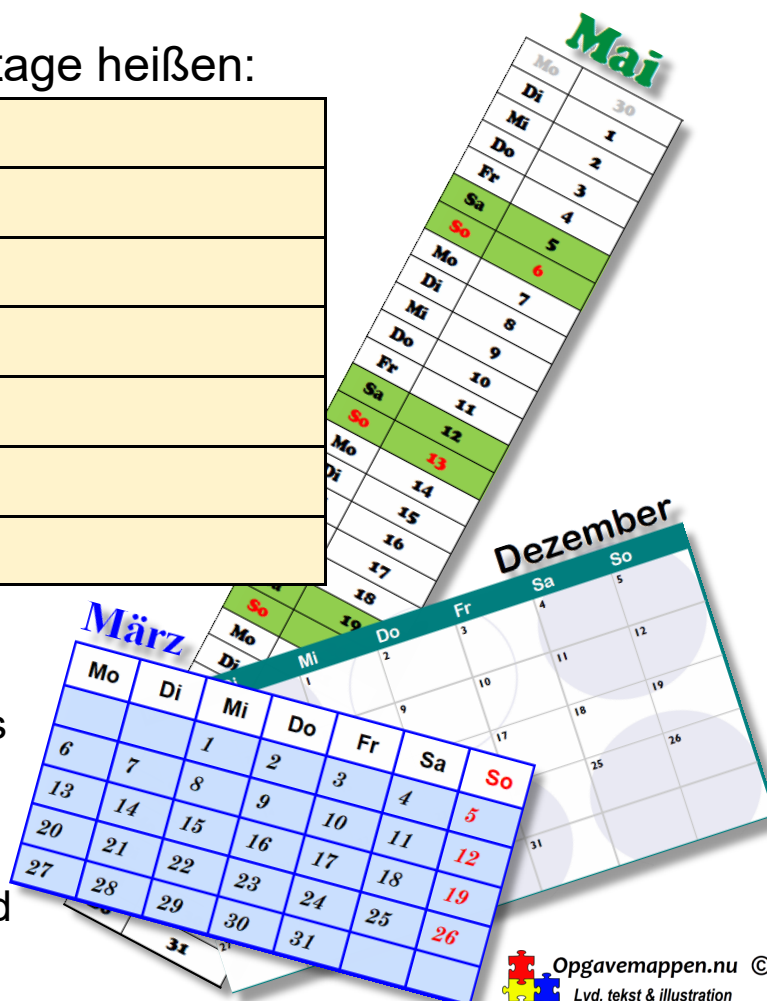 tage heißen:
Mai
Mo 30
Di 1
Mi 2
Do 3
Fr 4
Sa 5
So 6
Mo 7
Di 8
Mi 9
Do 10
Fr 11
Sa 12
So 13
Mo 14
Di 15
16
17
18
So 19
Mo
Di
31
Dezember
Mi Do Fr Sa So
1 2 3 4 5
9 10 11 12
17 18 19
25 26
27 31
März
Mo Di Mi Do Fr Sa So
1 2 3 4 5
6 7 8 9 10 11 12
13 14 15 16 17 18 19
20 21 22 23 24 25 26
27 28 29 30 31
s
d
Opgavemappen.nu ©
Lvd. tekst & illustration